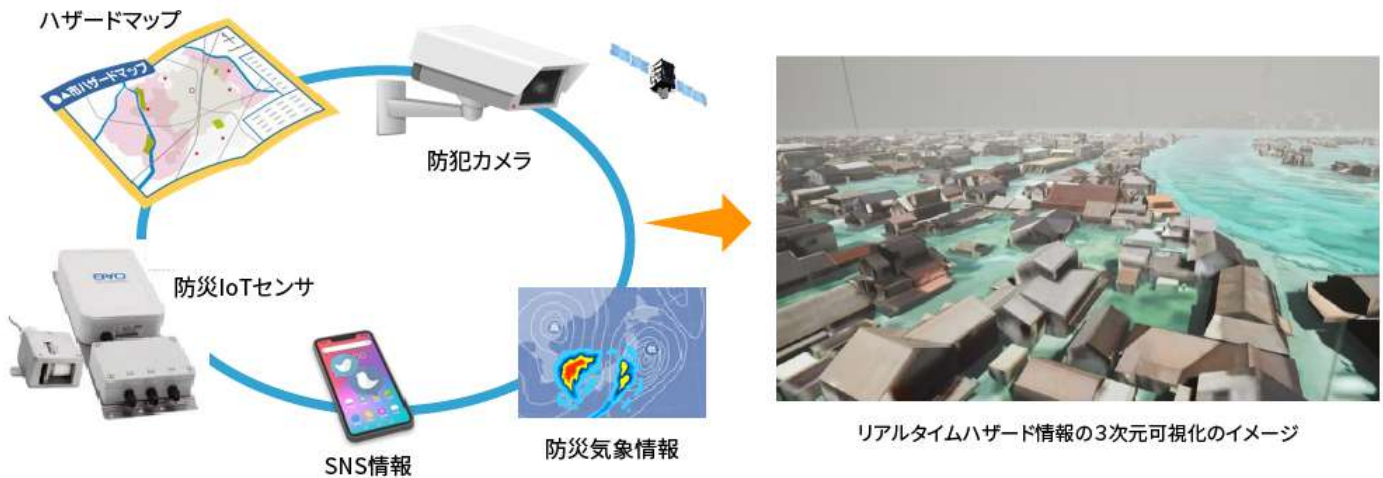 ハザードマップ
●▲市ハザードマップ
防犯カメラ
防災IoTセンサ
SNS情報
防災気象情報
リアルタイムハザード情報の3次元可視化のイメージ